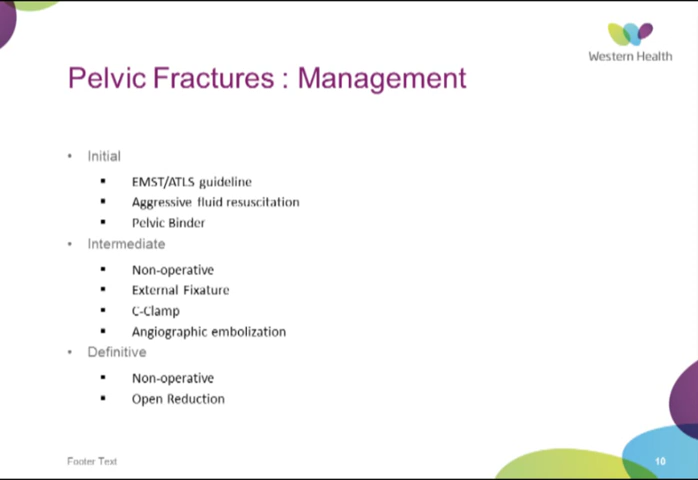 Western Health
Pelvic Fractures : Management
• Initial
▪ EMST/ATLS guideline
▪ Aggressive fluid resuscitation
▪ Pelvic Binder
• Intermediate
▪ Non-operative
▪ External Fixature
▪ C-Clamp
▪ Angiographic embolization
• Definitive
▪ Non-operative
▪ Open Reduction
Footer Text
10